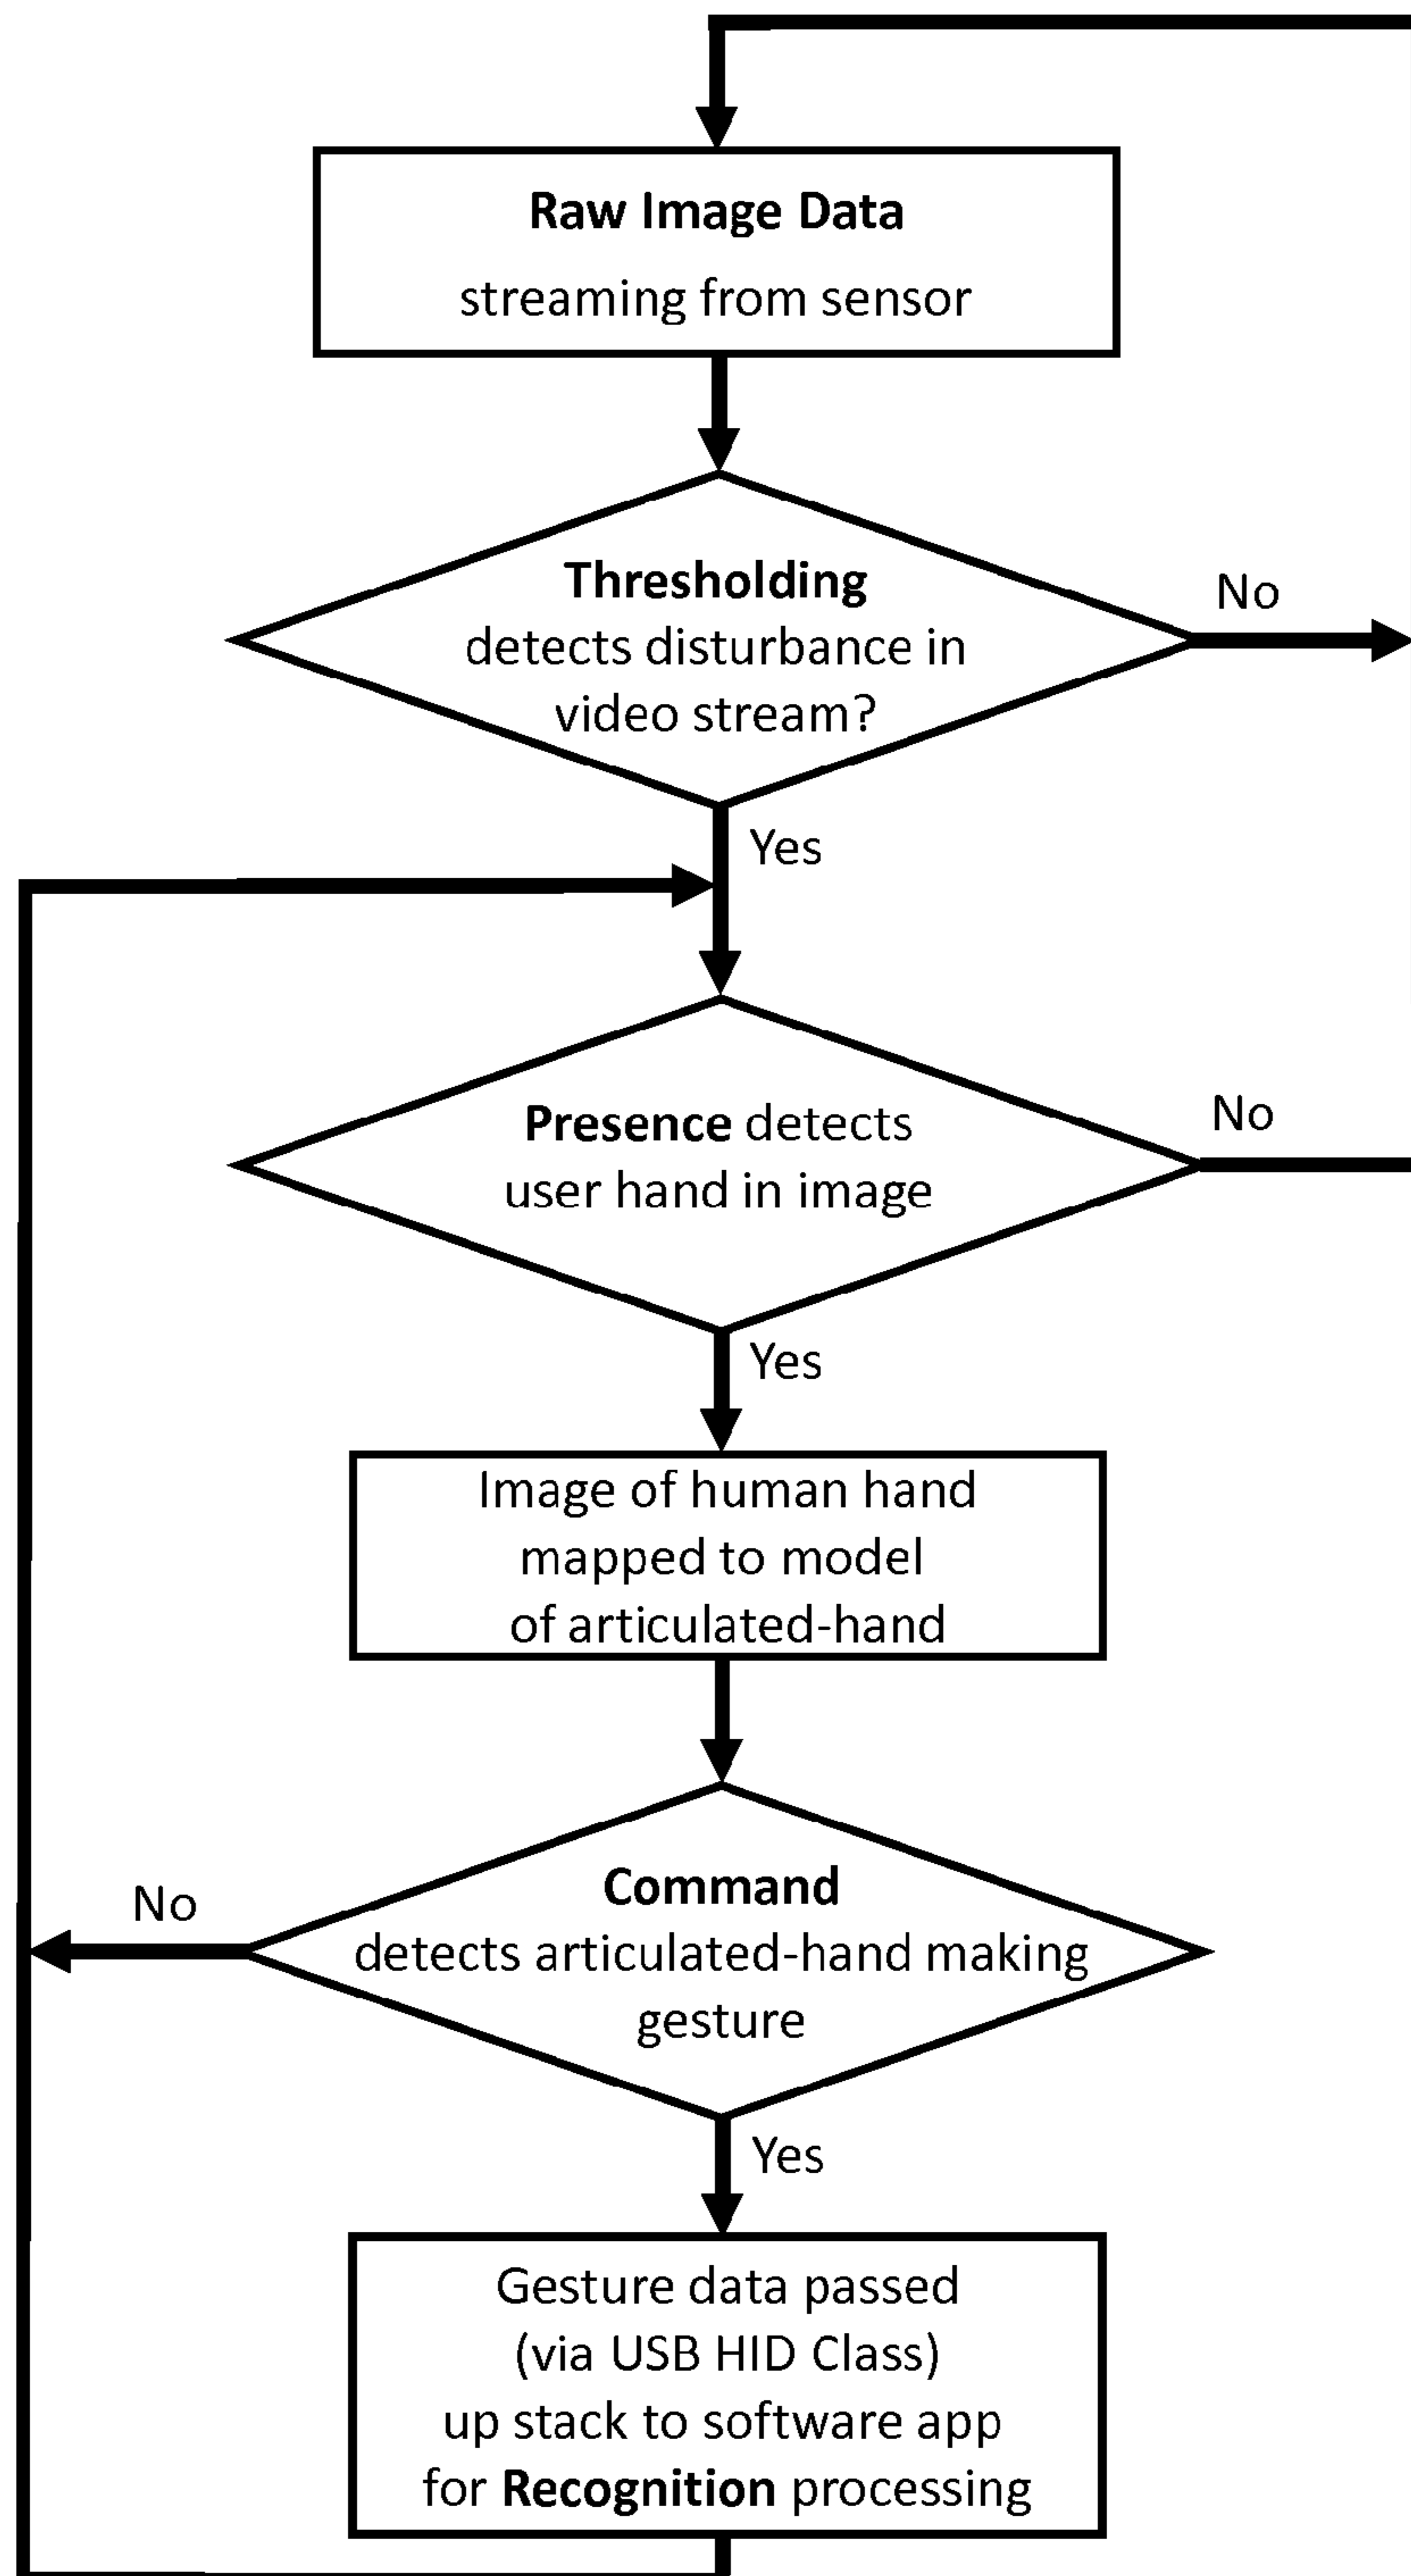 Raw Image Data
streaming from sensor
Thresholding
detects disturbance in
video stream?
No
Yes
Presence detects
user hand in image
No
Yes
Image of human hand
mapped to model
of articulated-hand
Command
detects articulated-hand making
gesture
No
Yes
Gesture data passed
(via USB HID Class)
up stack to software app
for Recognition processing